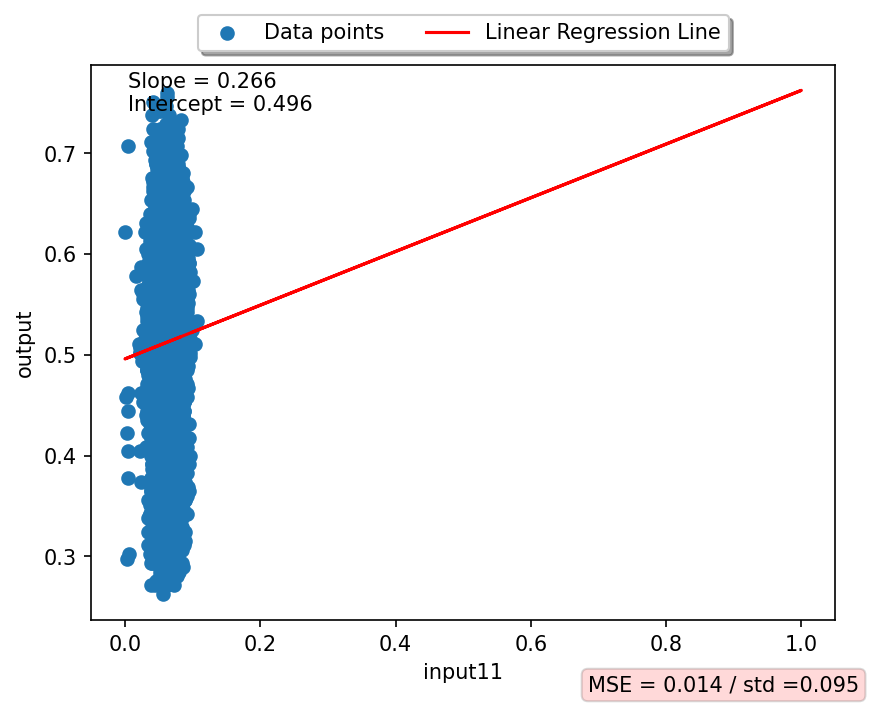 Data points
Linear Regression Line
Slope = 0.266
Intercept = 0.496
0.7
0.6
0.5
0.4
0.3
output
0.0
0.2
0.4
0.6
0.8
1.0
input11
MSE = 0.014 / std =0.095